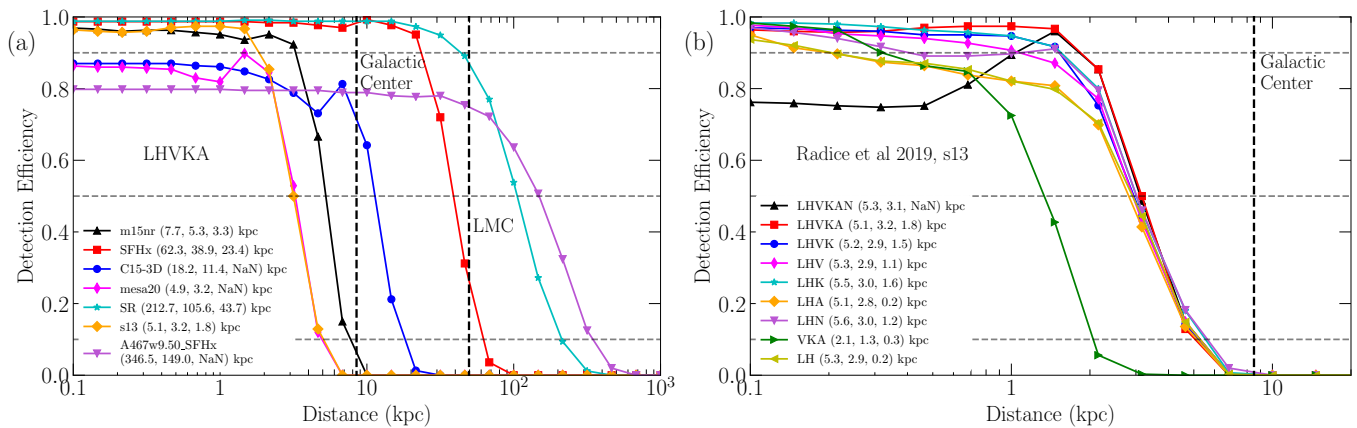 (a)
Detection Efficiency
1.0
0.8
0.6
0.4
0.2
0.0
Galactic
Center
LHVKA
LMC
m15nr (7.7, 5.3, 3.3) kpc
SFHx (62.3, 38.9, 23.4) kpc
C15-3D (18.2, 11.4, NaN) kpc
mesa20 (4.9, 3.2, NaN) kpc
SR (212.7, 105.6, 43.7) kpc
s13 (5.1, 3.2, 1.8) kpc
A467w9.50_SFHx
(346.5, 149.0, NaN) kpc
0.1 1 10 10² 10³
Distance (kpc)
(b)
Detection Efficiency
1.0
0.8
0.6
0.4
0.2
0.0
Galactic
Center
Radice et al 2019, s13
LHVKAN (5.3, 3.1, NaN) kpc
LHVKA (5.1, 3.2, 1.8) kpc
LHVK (5.2, 2.9, 1.5) kpc
LHV (5.3, 2.9, 1.1) kpc
LHK (5.5, 3.0, 1.6) kpc
LHA (5.1, 2.8, 0.2) kpc
LHN (5.6, 3.0, 1.2) kpc
VKA (2.1, 1.3, 0.3) kpc
LH (5.3, 2.9, 0.2) kpc
0.1 1 10
Distance (kpc)